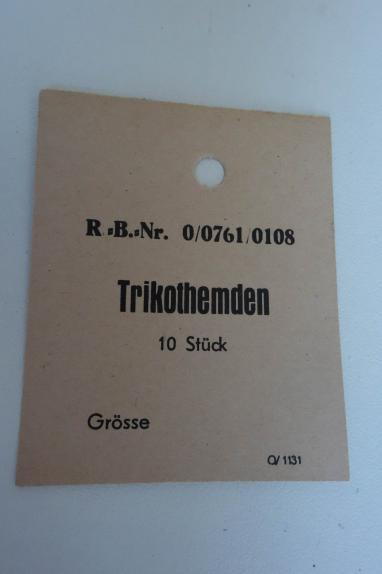 R.-B.-Nr. 0/0761/0108
Trikothemden
10 Stück
Grösse
Q/1131